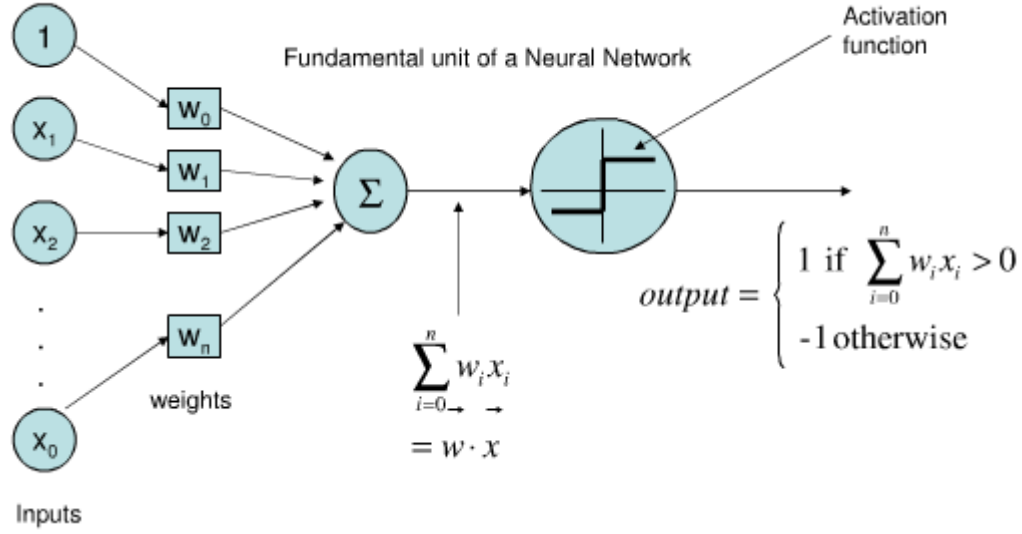 Activation
function
Fundamental unit of a Neural Network
1
x₁
x₂
.
.
.
x₀
Inputs
w₀
w₁
w₂
wₙ
weights
Σ
n
∑ wᵢxᵢ
i=0
= w⃗ · x⃗
output = { 1 if ∑ᵢ₌₀ⁿ wᵢxᵢ > 0
-1 otherwise